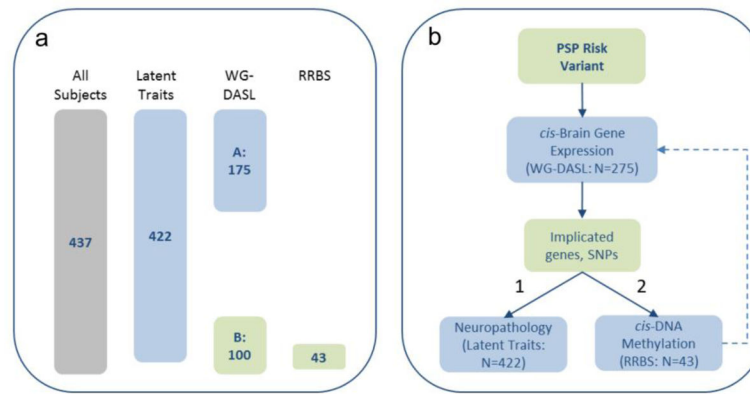 a
All
Subjects
Latent
Traits
WG-
DASL
RRBS
437
422
A:
175
B:
100
43
b
PSP Risk
Variant
cis-Brain Gene
Expression
(WG-DASL: N=275)
Implicated
genes, SNPs
1
2
Neuropathology
(Latent Traits:
N=422)
cis-DNA
Methylation
(RRBS: N=43)